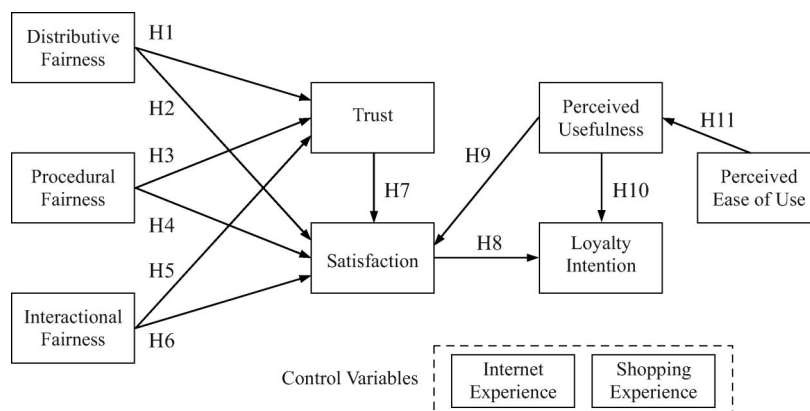 Distributive
Fairness
H1
H2
Trust
Perceived
Usefulness
H11
Procedural
Fairness
H3
H4
H7
H9
H10
Perceived
Ease of Use
H5
Satisfaction
H8
Loyalty
Intention
Interactional
Fairness
H6
Control Variables
Internet
Experience
Shopping
Experience